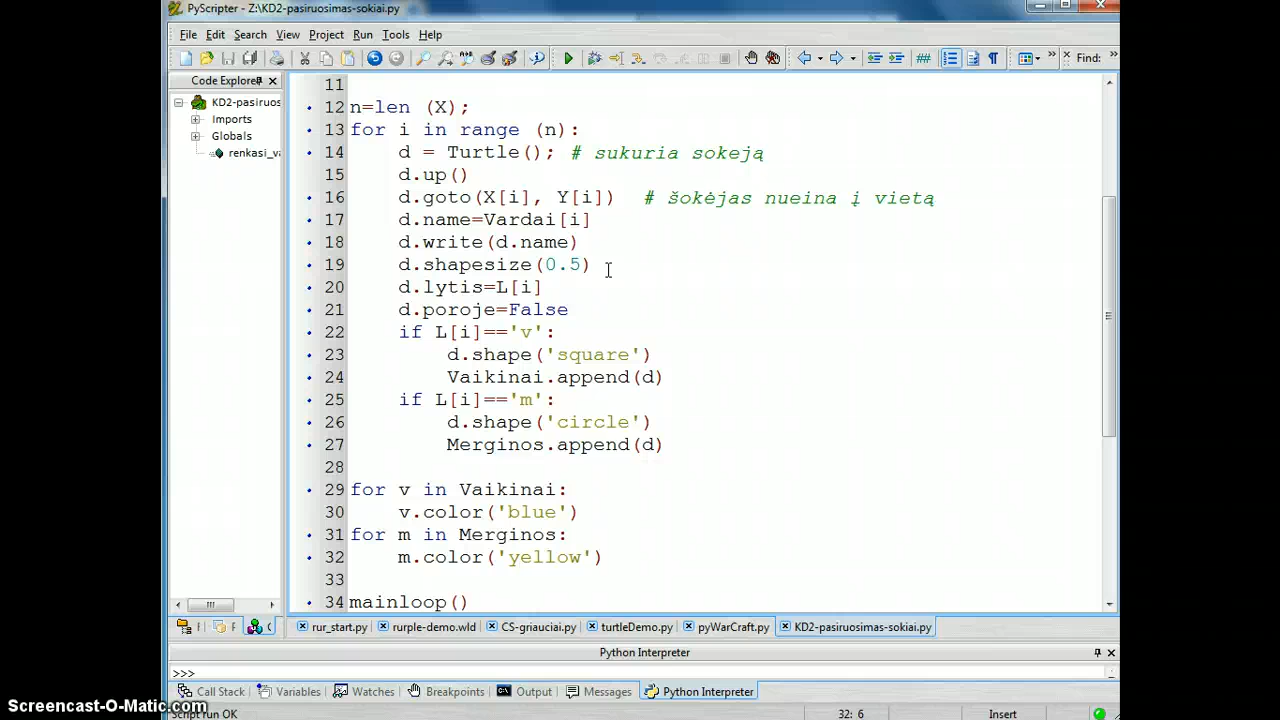 PyScripter - Z:\KD2-pasiruosimas-sokiai.py
File Edit Search View Project Run Tools Help
Find:
Code Explore
KD2-pasiruos
Imports
Globals
renkasi_va
11
12 n=len (X);
13 for i in range (n):
14 d = Turtle(); # sukuria sokeją
15 d.up()
16 d.goto(X[i], Y[i]) # šokėjas nueina į vietą
17 d.name=Vardai[i]
18 d.write(d.name)
19 d.shapesize(0.5)
20 d.lytis=L[i]
21 d.poroje=False
22 if L[i]=='v':
23 d.shape('square')
24 Vaikinai.append(d)
25 if L[i]=='m':
26 d.shape('circle')
27 Merginos.append(d)
28
29 for v in Vaikinai:
30 v.color('blue')
31 for m in Merginos:
32 m.color('yellow')
33
34 mainloop()
rur_start.py rurple-demo.wld CS-griauciai.py turtleDemo.py pyWarCraft.py KD2-pasiruosimas-sokiai.py
Python Interpreter
>>>
Call Stack Variables Watches Breakpoints Output Messages Python Interpreter
Script run OK 32: 6 Insert
Screencast-O-Matic.com